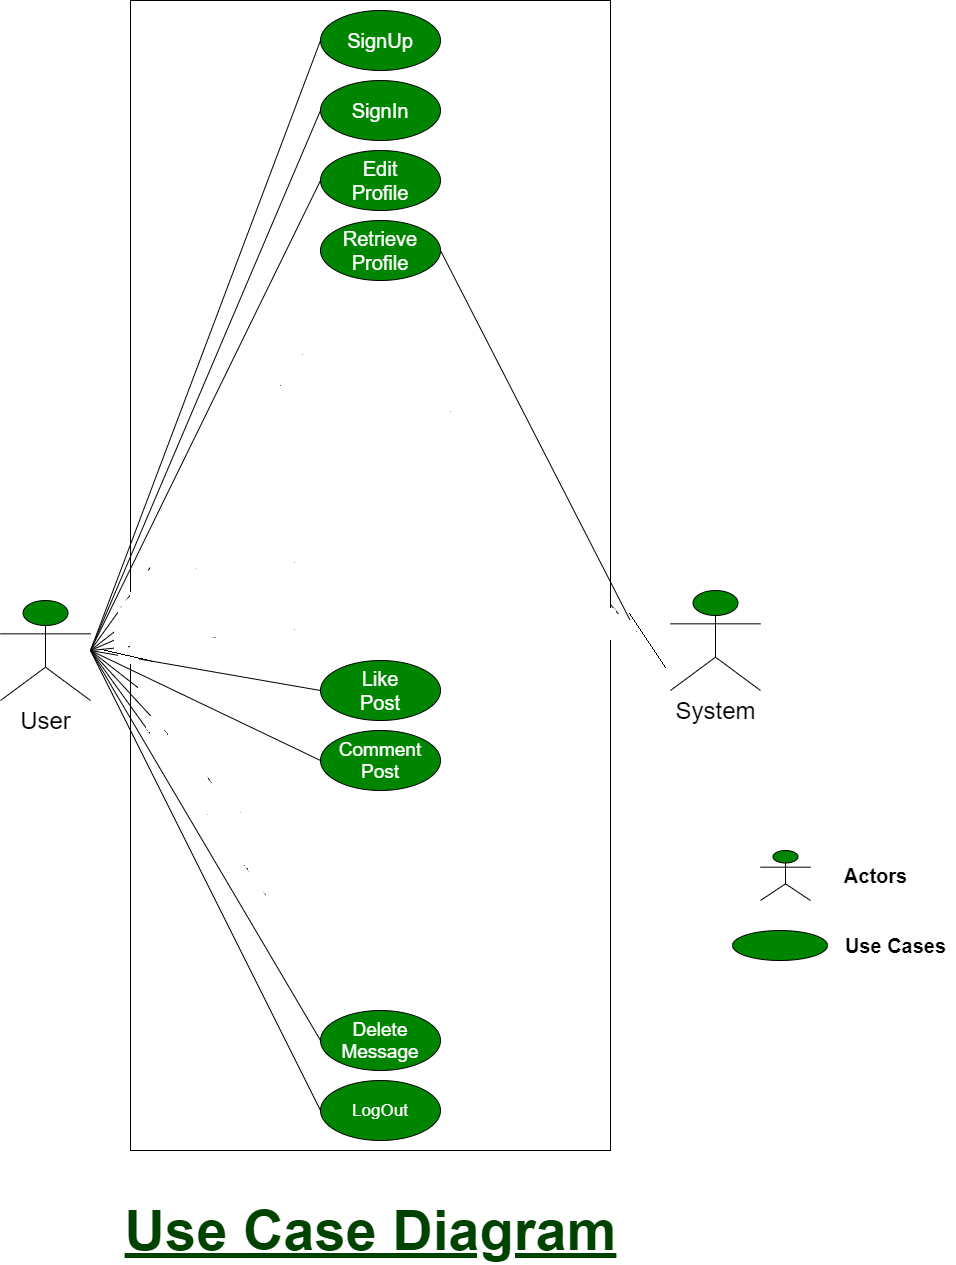 SignUp
SignIn
Edit
Profile
Retrieve
Profile
Like
Post
User
System
Comment
Post
Actors
Use Cases
Delete
Message
LogOut
Use Case Diagram